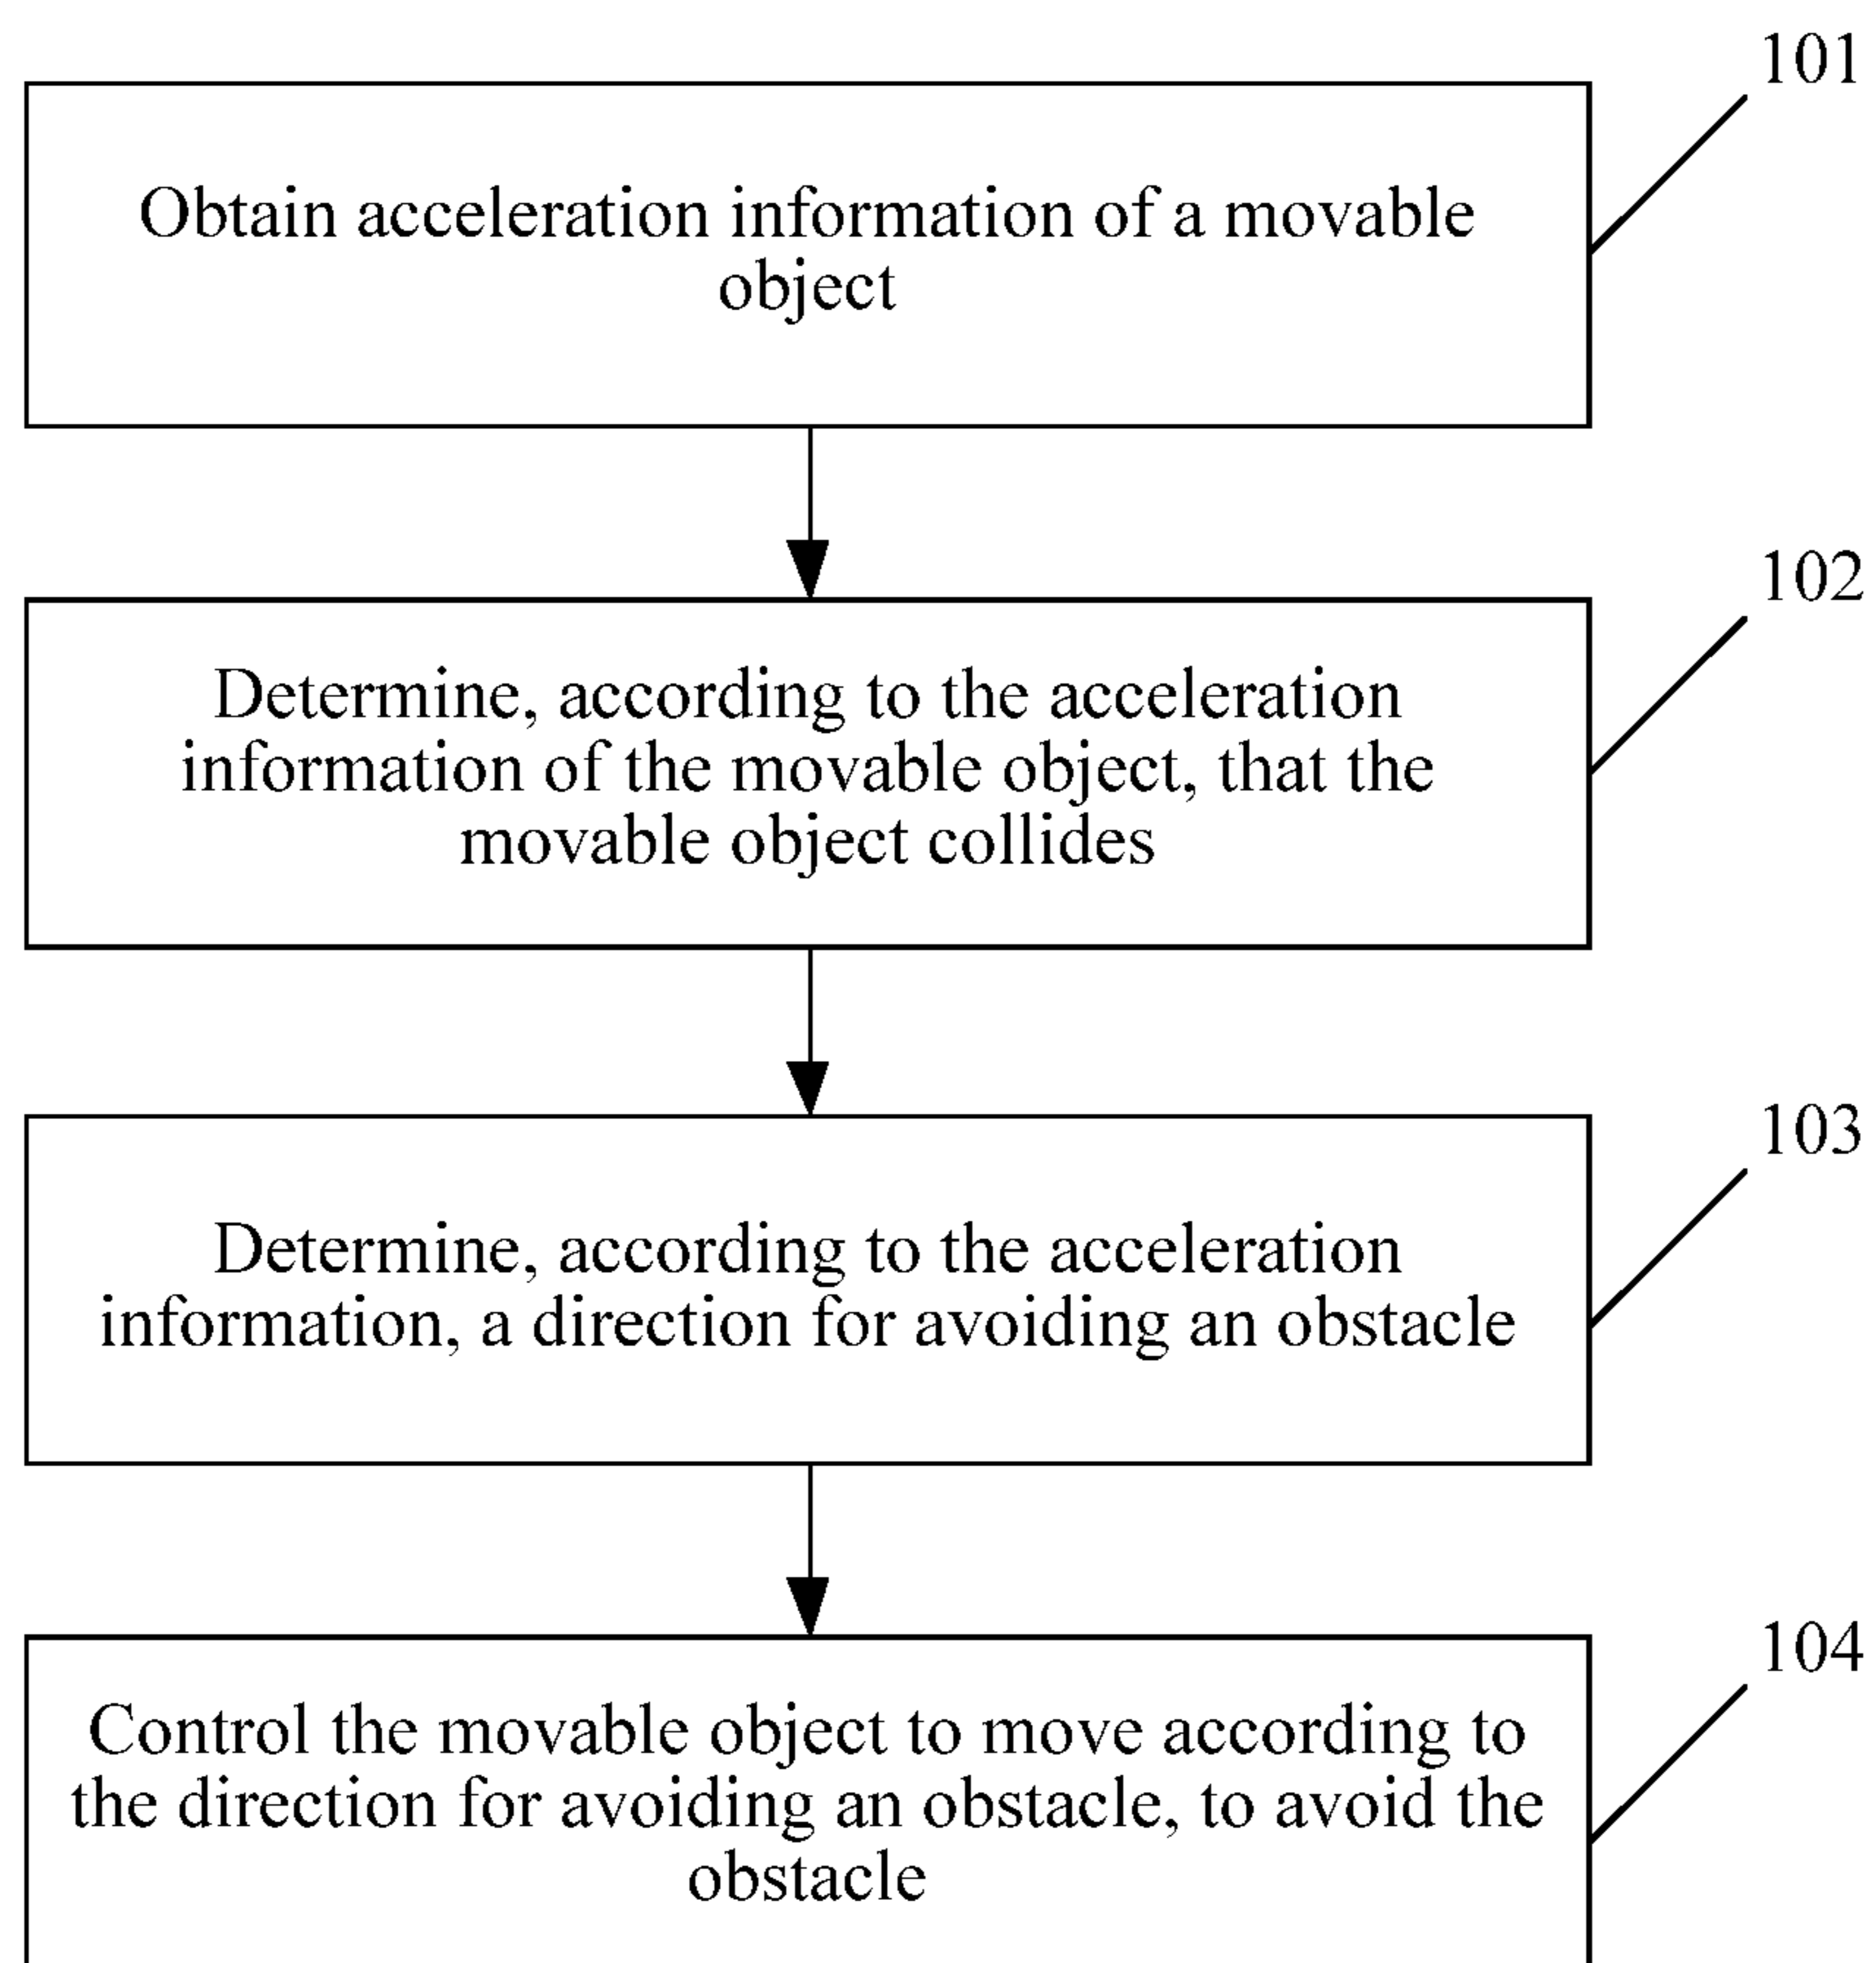 101
Obtain acceleration information of a movable
object
102
Determine, according to the acceleration
information of the movable object, that the
movable object collides
103
Determine, according to the acceleration
information, a direction for avoiding an obstacle
104
Control the movable object to move according to
the direction for avoiding an obstacle, to avoid the
obstacle